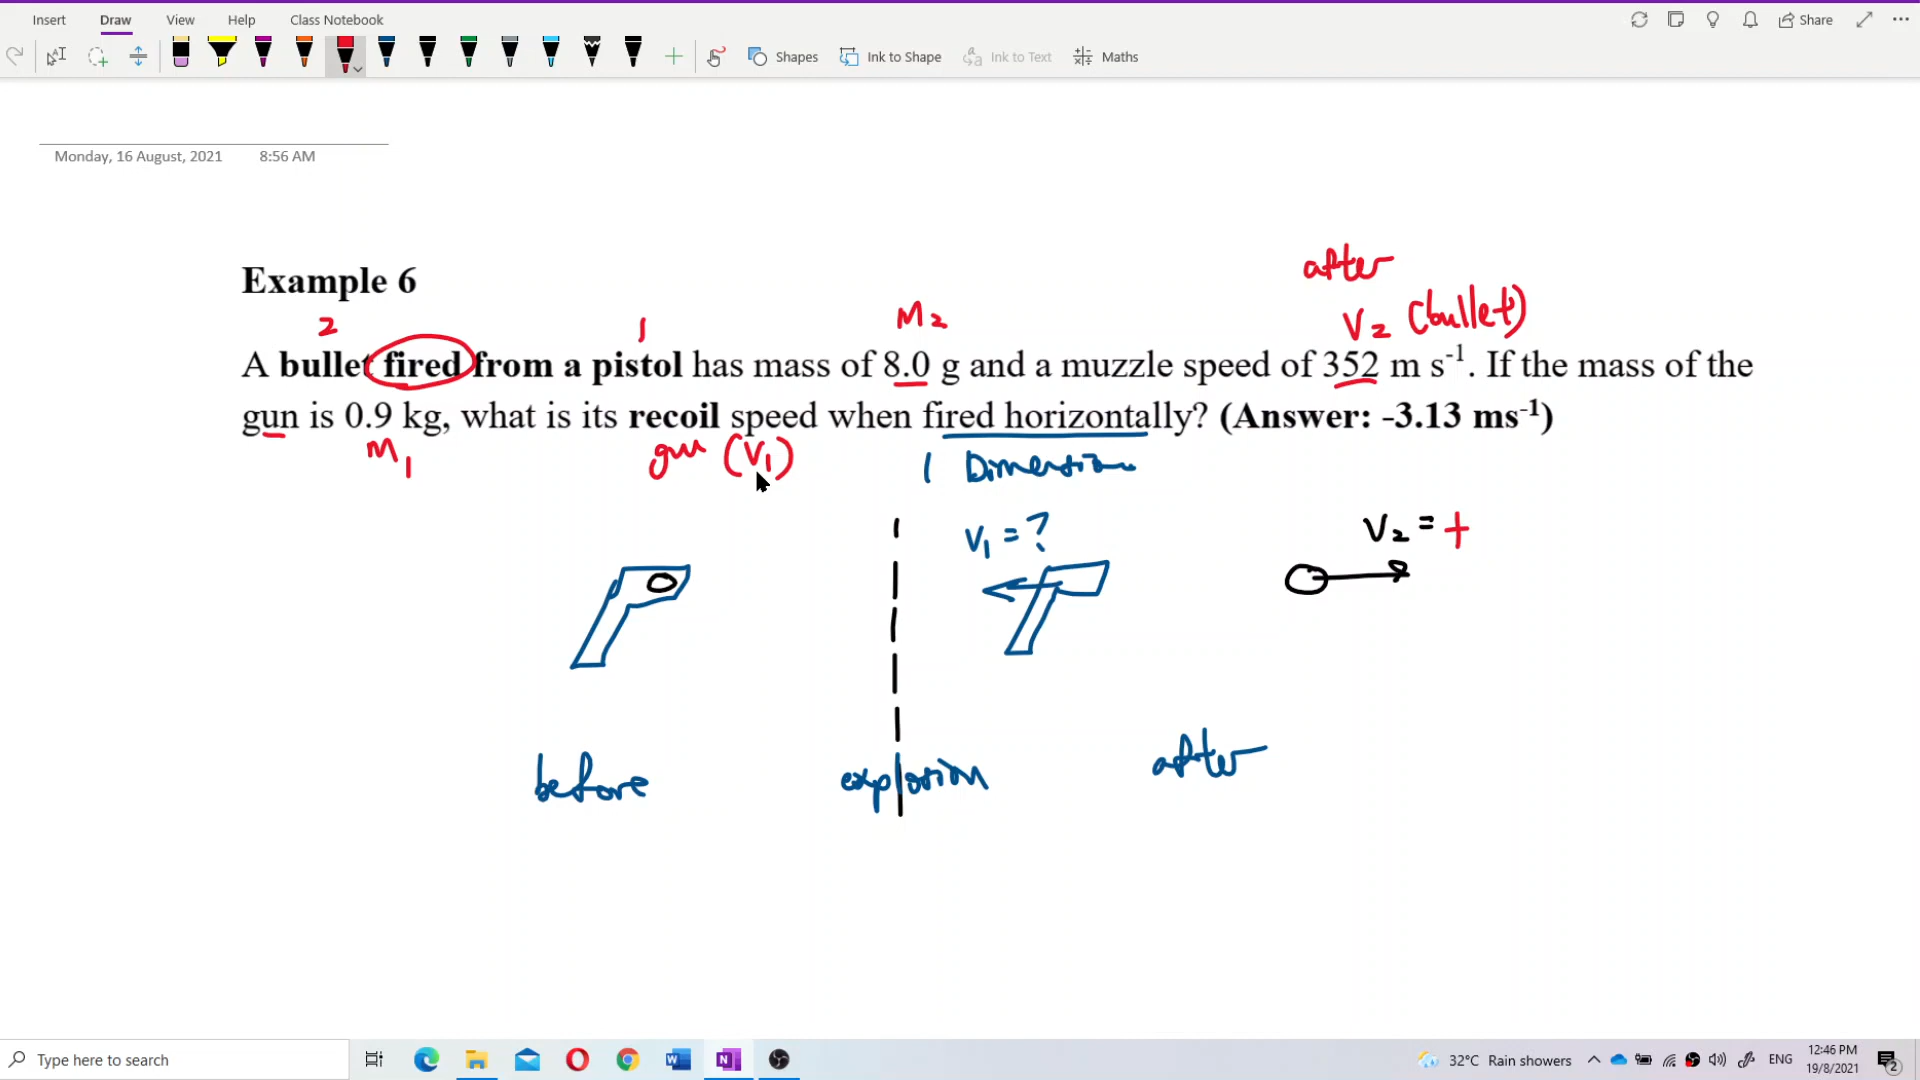 Insert Draw View Help Class Notebook Share
Shapes Ink to Shape Ink to Text Maths
Monday, 16 August, 2021 8:56 AM
after
Example 6
2 1 M2 V2 (bullet)
A bullet fired from a pistol has mass of 8.0 g and a muzzle speed of 352 m s-1. If the mass of the
gun is 0.9 kg, what is its recoil speed when fired horizontally? (Answer: -3.13 ms-1)
M1 gun (V1) 1 Dimension
V1 = ? V2 = +
before explosion after
Type here to search 32°C Rain showers ENG 12:46 PM
19/8/2021 2